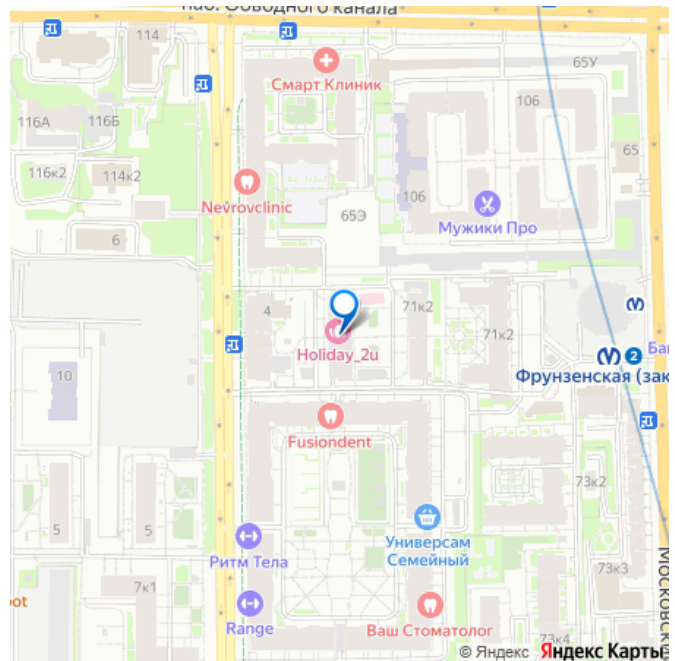 наб. Обводного канала
114
65У
Смарт Клиник
106
116А
116Б
65
116к2
114к2
Nevrovclinic
106
65Э
Мужики Про
6
4
71к2
71к2
Holiday_2u
2
10
Фрунзенская (зак
Fusiondent
73к2
5
5
Универсам
Семейный
Ритм Тела
73к3
7к1
Range
Ваш Стоматолог
73к4
© Яндекс Яндекс Карты